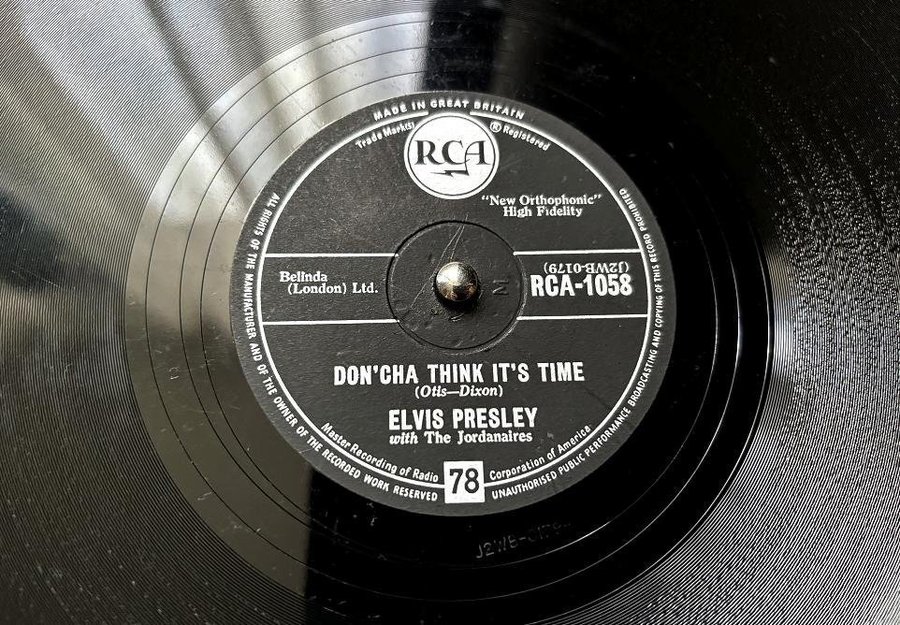 MADE IN GREAT BRITAIN
Trade Mark(s) ® Registered
RCA
"New Orthophonic"
High Fidelity
Belinda
(London) Ltd.
(J2WB-0179)
RCA-1058
M
DON'CHA THINK IT'S TIME
(Otis—Dixon)
ELVIS PRESLEY
with The Jordanaires
Master Recording of Radio Corporation of America
78
ALL RIGHTS OF THE MANUFACTURER AND OF THE OWNER OF THE RECORDED WORK RESERVED
UNAUTHORISED PUBLIC PERFORMANCE BROADCASTING AND COPYING OF THIS RECORD PROHIBITED